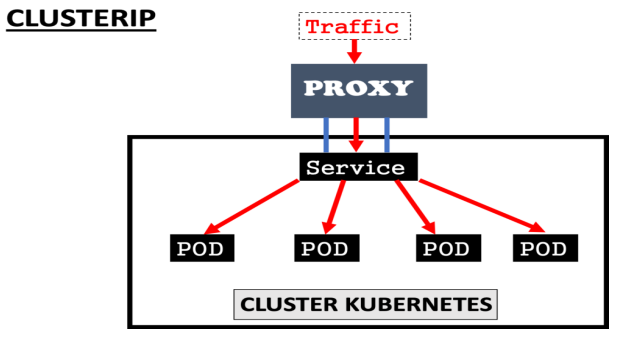 CLUSTERIP
Traffic
PROXY
Service
POD POD POD POD
CLUSTER KUBERNETES